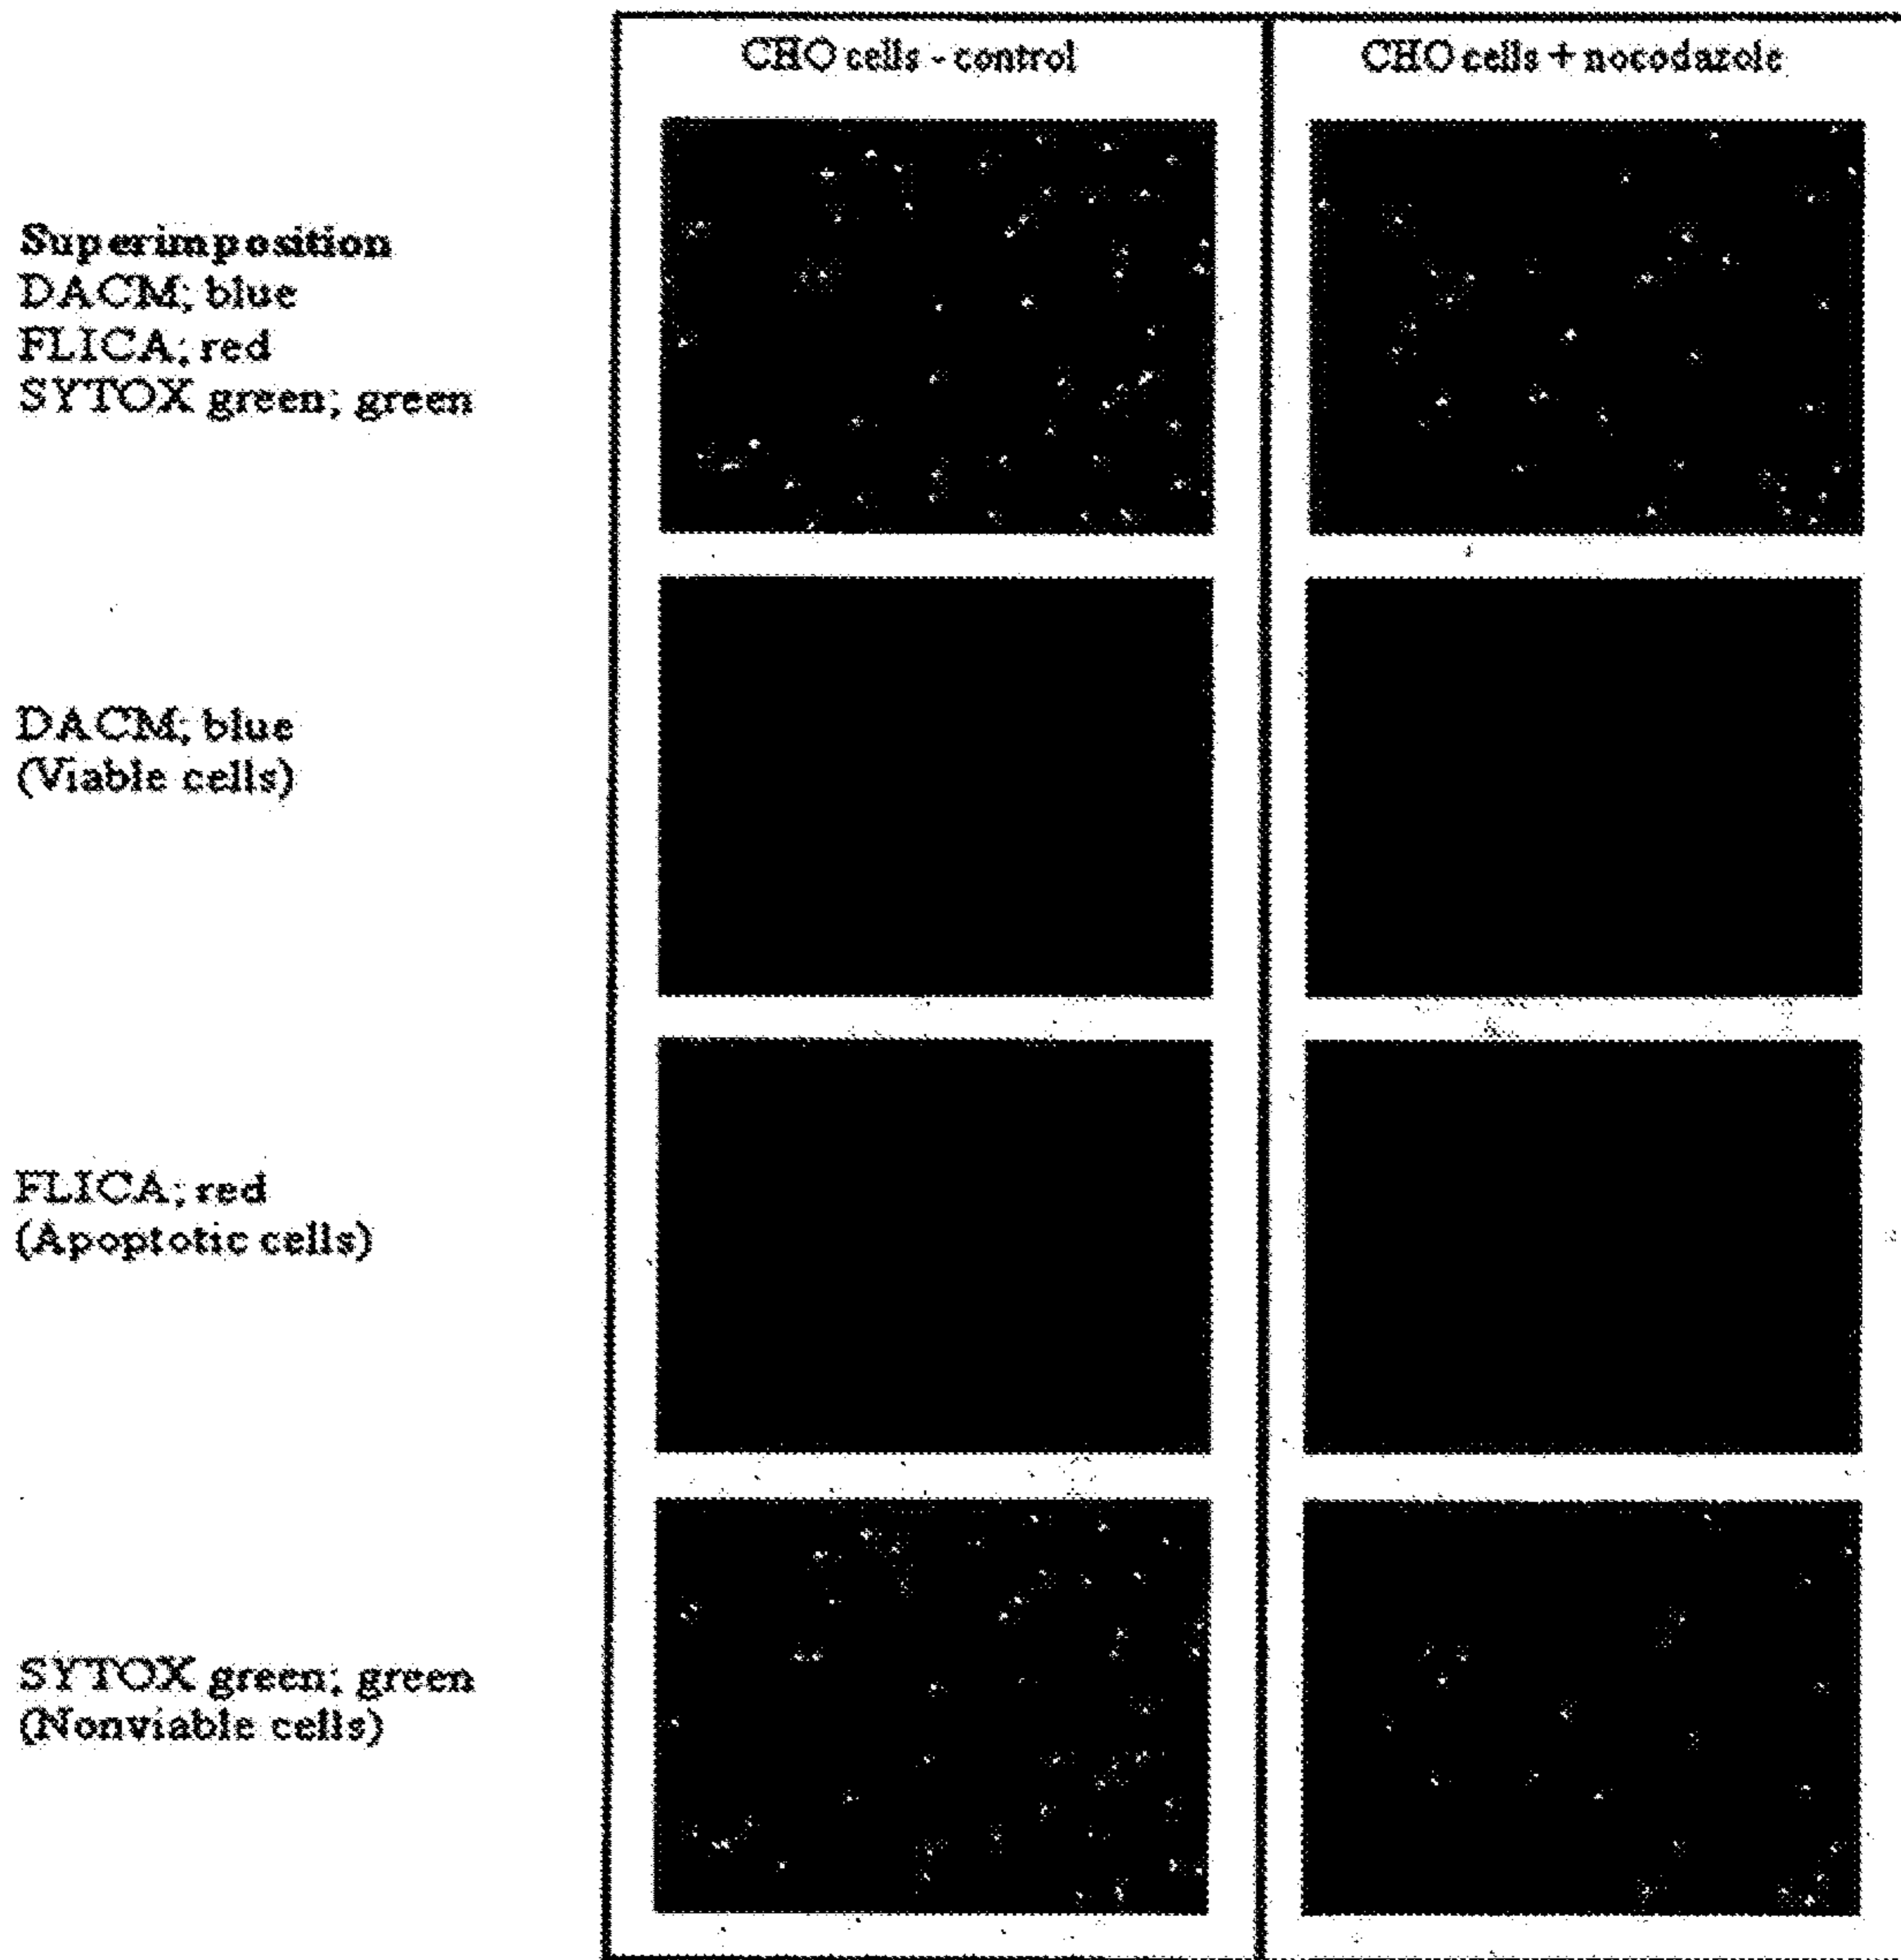 CHO cells - control
CHO cells + nocodazole
Superimposition
DACM; blue
FLICA; red
SYTOX green; green
DACM; blue
(Viable cells)
FLICA; red
(Apoptotic cells)
SYTOX green; green
(Nonviable cells)